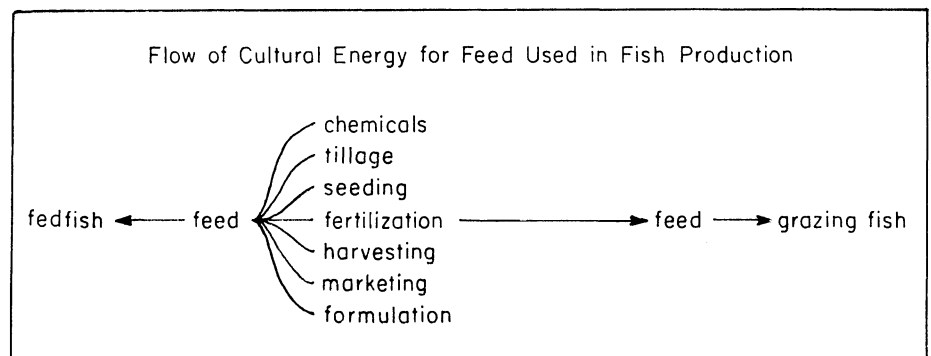 Flow of Cultural Energy for Feed Used in Fish Production
chemicals
tillage
seeding
fedfish feed fertilization feed grazing fish
harvesting
marketing
formulation